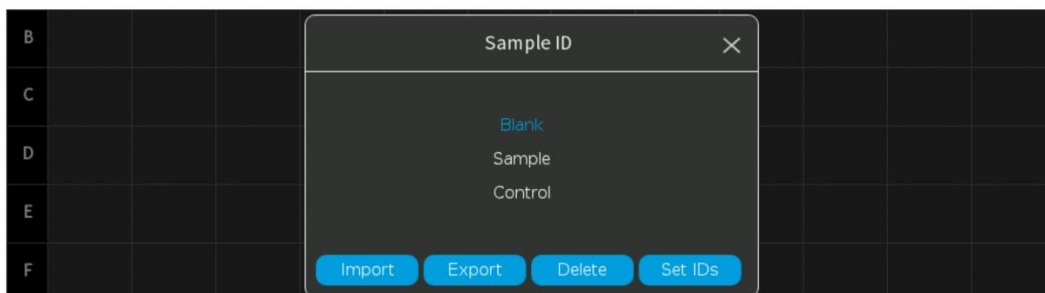 Sample ID
B
C
Blank
D
Sample
Control
E
F
Import Export Delete Set IDs